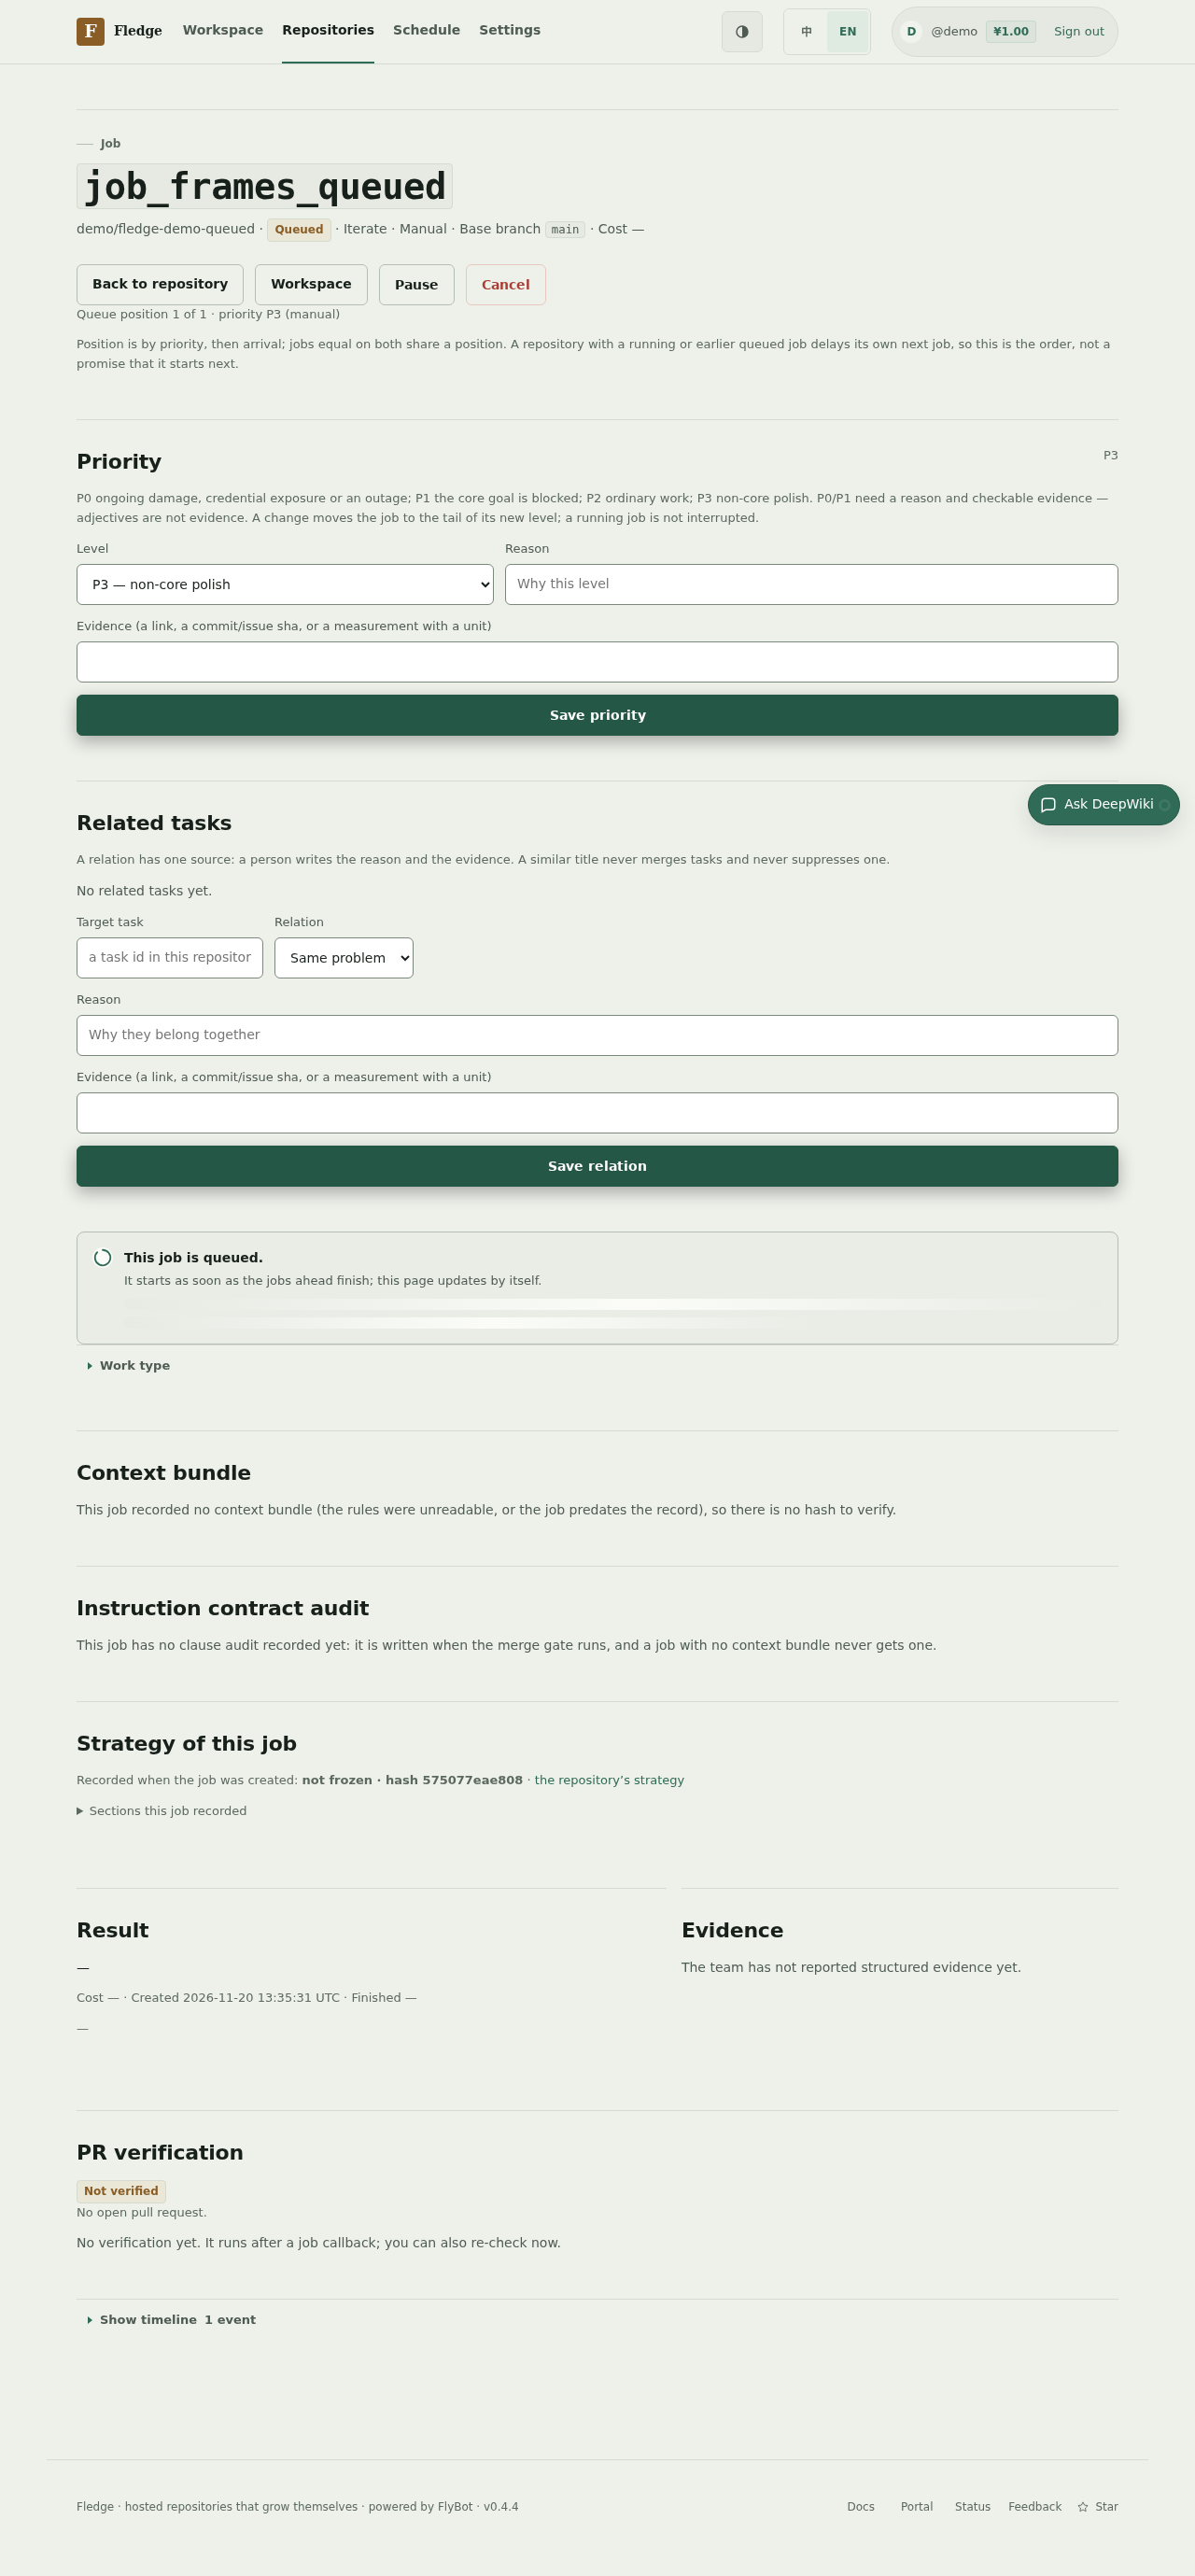 F Fledge Workspace Repositories Schedule Settings 中 EN D @demo ¥1.00 Sign out
Job
job_frames_queued
demo/fledge-demo-queued · Queued · Iterate · Manual · Base branch main · Cost —
Back to repository Workspace Pause Cancel
Queue position 1 of 1 · priority P3 (manual)
Position is by priority, then arrival; jobs equal on both share a position. A repository with a running or earlier queued job delays its own next job, so this is the order, not a
promise that it starts next.
Priority P3
P0 ongoing damage, credential exposure or an outage; P1 the core goal is blocked; P2 ordinary work; P3 non-core polish. P0/P1 need a reason and checkable evidence —
adjectives are not evidence. A change moves the job to the tail of its new level; a running job is not interrupted.
Level Reason
P3 — non-core polish Why this level
Evidence (a link, a commit/issue sha, or a measurement with a unit)
Save priority
Ask DeepWiki
Related tasks
A relation has one source: a person writes the reason and the evidence. A similar title never merges tasks and never suppresses one.
No related tasks yet.
Target task Relation
a task id in this repositor Same problem
Reason
Why they belong together
Evidence (a link, a commit/issue sha, or a measurement with a unit)
Save relation
This job is queued.
It starts as soon as the jobs ahead finish; this page updates by itself.
Work type
Context bundle
This job recorded no context bundle (the rules were unreadable, or the job predates the record), so there is no hash to verify.
Instruction contract audit
This job has no clause audit recorded yet: it is written when the merge gate runs, and a job with no context bundle never gets one.
Strategy of this job
Recorded when the job was created: not frozen · hash 575077eae808 · the repository’s strategy
Sections this job recorded
Result
—
Cost — · Created 2026-11-20 13:35:31 UTC · Finished —
—
Evidence
The team has not reported structured evidence yet.
PR verification
Not verified
No open pull request.
No verification yet. It runs after a job callback; you can also re-check now.
Show timeline 1 event
Fledge · hosted repositories that grow themselves · powered by FlyBot · v0.4.4 Docs Portal Status Feedback Star